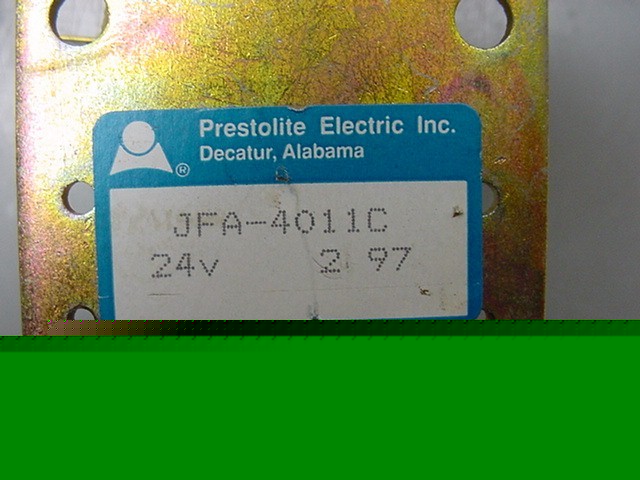 Prestolite Electric Inc.
Decatur, Alabama
®
JFA-4011C
24v 2 97